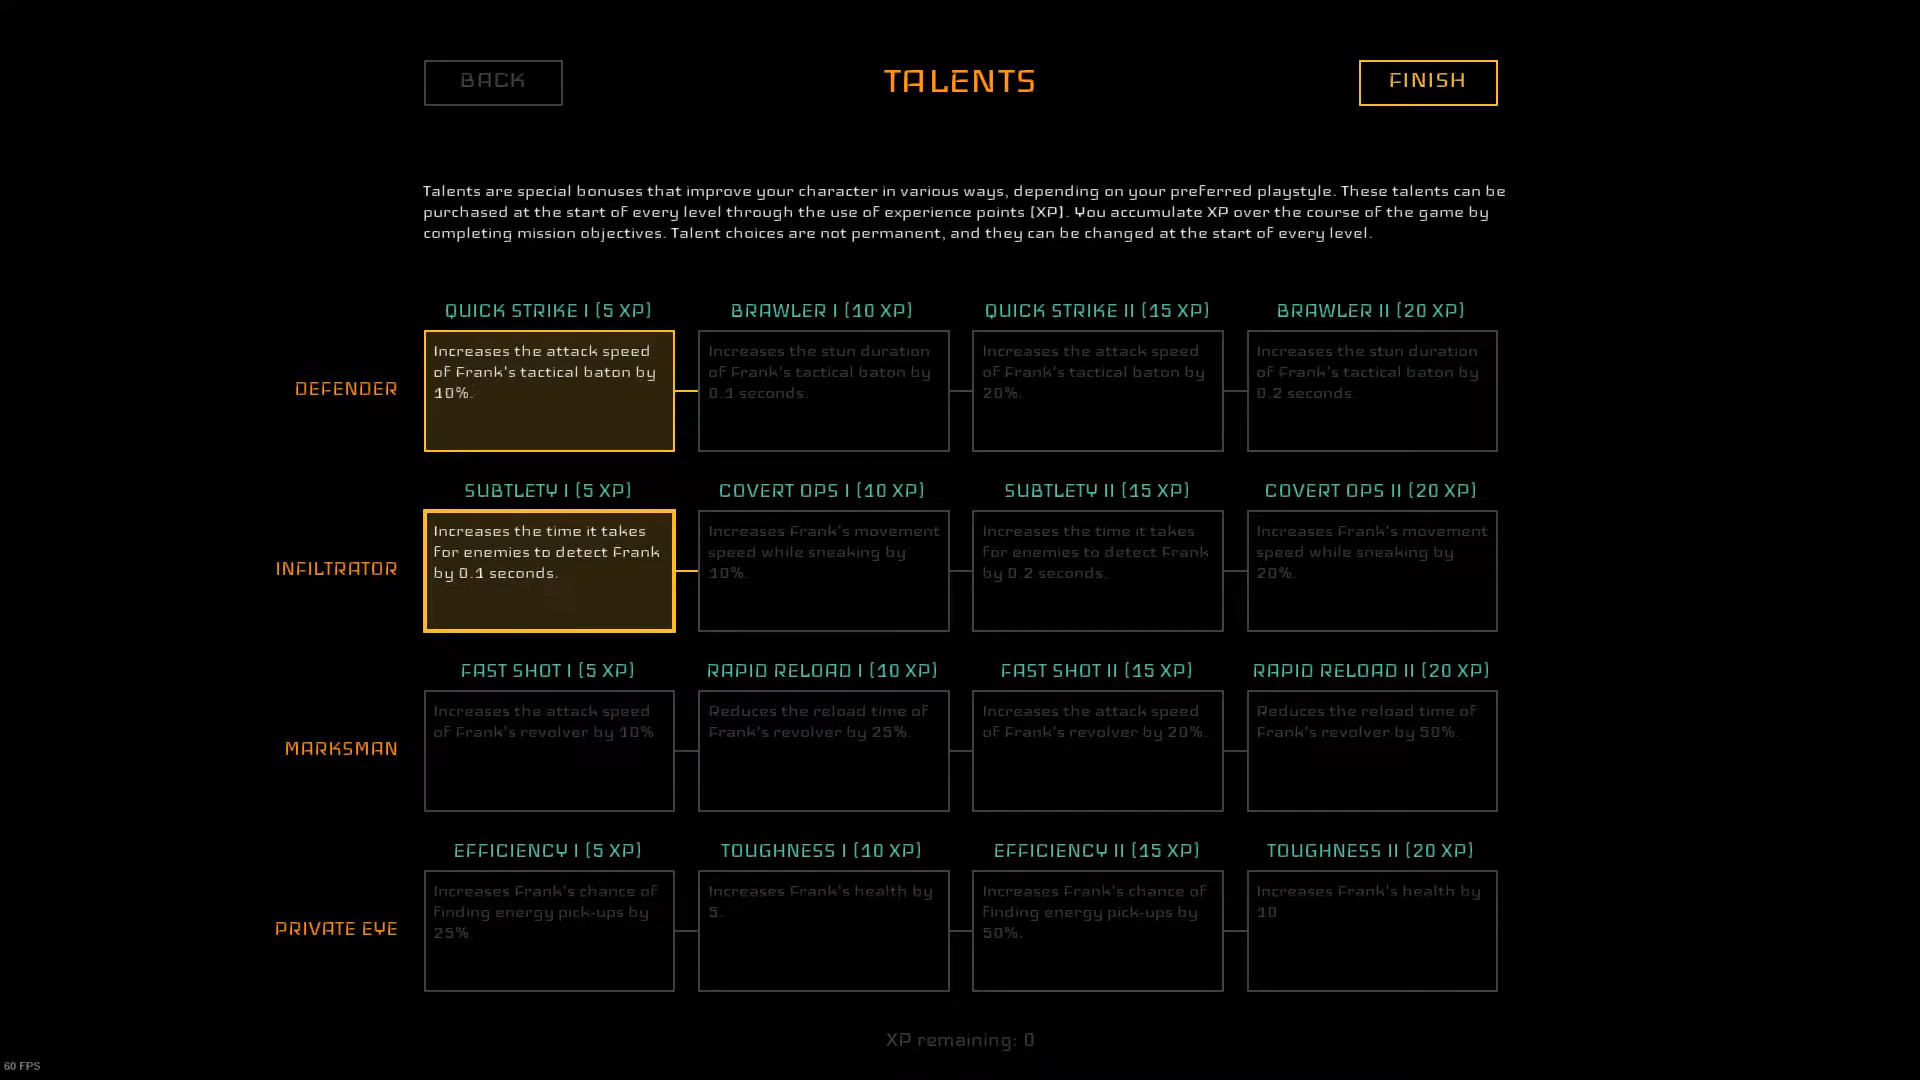 BACK
TALENTS
FINISH
Talents are special bonuses that improve your character in various ways, depending on your preferred playstyle. These talents can be
purchased at the start of every level through the use of experience points (XP). You accumulate XP over the course of the game by
completing mission objectives. Talent choices are not permanent, and they can be changed at the start of every level.
QUICK STRIKE I (5 XP)
BRAWLER I (10 XP)
QUICK STRIKE II (15 XP)
BRAWLER II (20 XP)
DEFENDER
Increases the attack speed
of Frank's tactical baton by
10%.
Increases the stun duration
of Frank's tactical baton by
0.1 seconds.
Increases the attack speed
of Frank's tactical baton by
20%.
Increases the stun duration
of Frank's tactical baton by
0.2 seconds.
SUBTLETY I (5 XP)
COVERT OPS I (10 XP)
SUBTLETY II (15 XP)
COVERT OPS II (20 XP)
INFILTRATOR
Increases the time it takes
for enemies to detect Frank
by 0.1 seconds.
Increases Frank's movement
speed while sneaking by
10%.
Increases the time it takes
for enemies to detect Frank
by 0.2 seconds.
Increases Frank's movement
speed while sneaking by
20%.
FAST SHOT I (5 XP)
RAPID RELOAD I (10 XP)
FAST SHOT II (15 XP)
RAPID RELOAD II (20 XP)
MARKSMAN
Increases the attack speed
of Frank's revolver by 10%.
Reduces the reload time of
Frank's revolver by 25%.
Increases the attack speed
of Frank's revolver by 20%.
Reduces the reload time of
Frank's revolver by 50%.
EFFICIENCY I (5 XP)
TOUGHNESS I (10 XP)
EFFICIENCY II (15 XP)
TOUGHNESS II (20 XP)
PRIVATE EYE
Increases Frank's chance of
finding energy pick-ups by
25%.
Increases Frank's health by
5.
Increases Frank's chance of
finding energy pick-ups by
50%.
Increases Frank's health by
10
XP remaining: 0
60 FPS